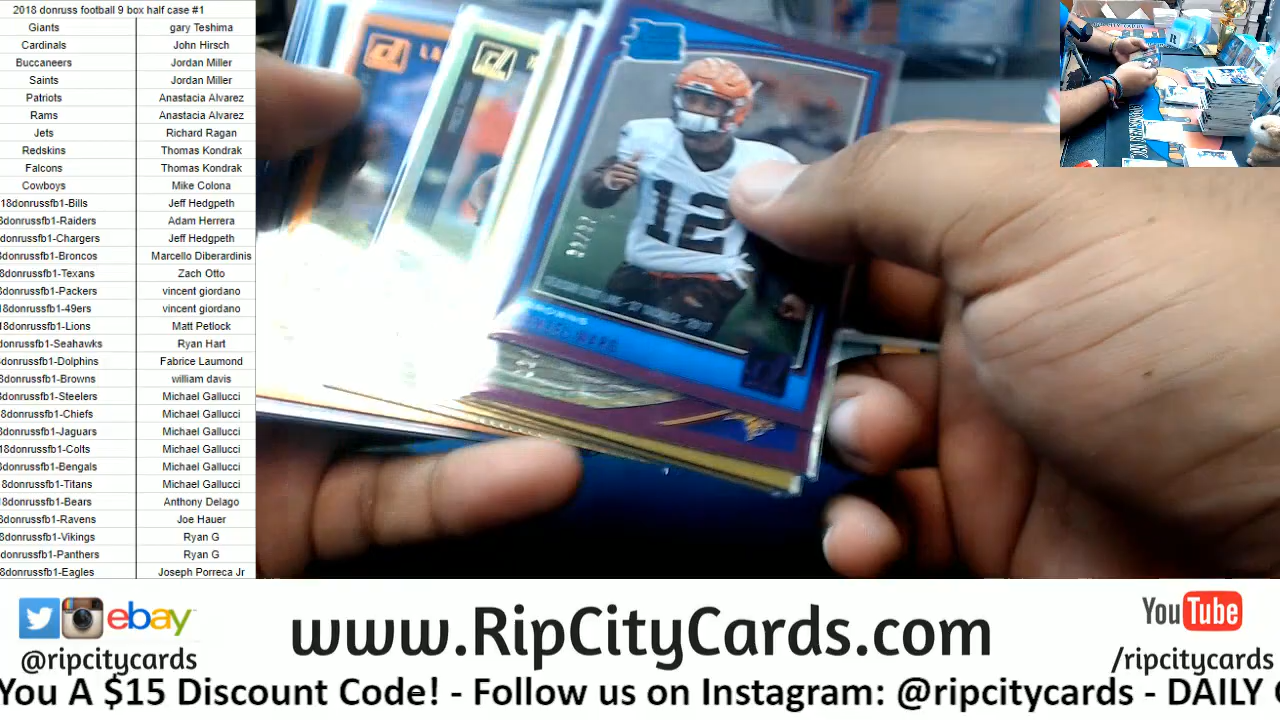 2018 donruss football 9 box half case #1
Giants gary Teshima
Cardinals John Hirsch
Buccaneers Jordan Miller
Saints Jordan Miller
Patriots Anastacia Alvarez
Rams Anastacia Alvarez
Jets Richard Ragan
Redskins Thomas Kondrak
Falcons Thomas Kondrak
Cowboys Mike Colona
18donrussfb1-Bills Jeff Hedgpeth
8donrussfb1-Raiders Adam Herrera
donrussfb1-Chargers Jeff Hedgpeth
8donrussfb1-Broncos Marcello Diberardinis
8donrussfb1-Texans Zach Otto
8donrussfb1-Packers vincent giordano
18donrussfb1-49ers vincent giordano
18donrussfb1-Lions Matt Petlock
donrussfb1-Seahawks Ryan Hart
8donrussfb1-Dolphins Fabrice Laumond
8donrussfb1-Browns william davis
8donrussfb1-Steelers Michael Gallucci
8donrussfb1-Chiefs Michael Gallucci
8donrussfb1-Jaguars Michael Gallucci
18donrussfb1-Colts Michael Gallucci
8donrussfb1-Bengals Michael Gallucci
18donrussfb1-Titans Michael Gallucci
18donrussfb1-Bears Anthony Delago
8donrussfb1-Ravens Joe Hauer
8donrussfb1-Vikings Ryan G
donrussfb1-Panthers Ryan G
8donrussfb1-Eagles Joseph Porreca Jr
12
ebay
@ripcitycards
www.RipCityCards.com
YouTube
/ripcitycards
You A $15 Discount Code! - Follow us on Instagram: @ripcitycards - DAILY